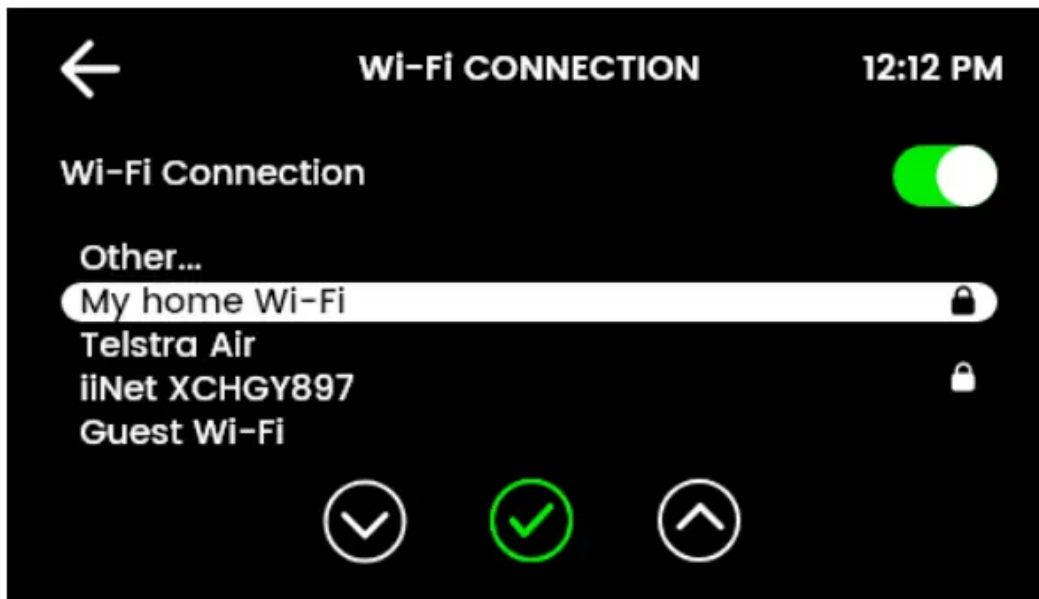 Wi-Fi CONNECTION 12:12 PM
Wi-Fi Connection
Other...
My home Wi-Fi
Telstra Air
iiNet XCHGY897
Guest Wi-Fi